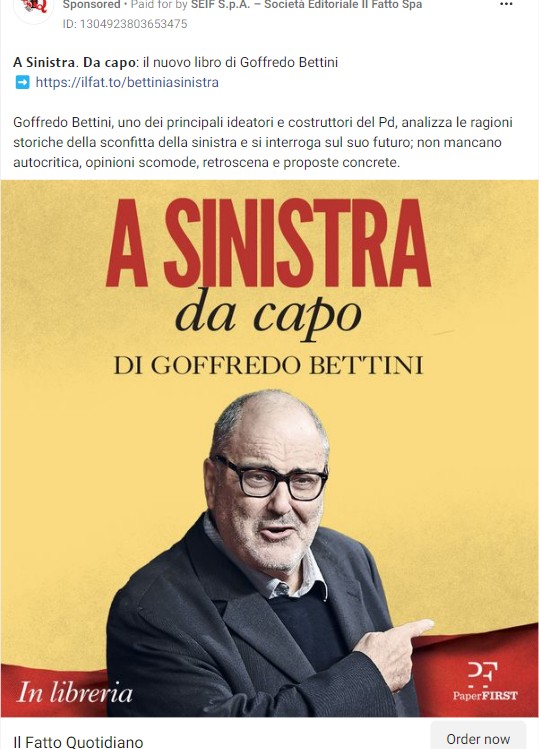 Sponsored • Paid for by SEIF S.p.A. – Società Editoriale Il Fatto Spa
ID: 1304923803653475
A Sinistra. Da capo: il nuovo libro di Goffredo Bettini
➡️ https://ilfat.to/bettiniasinistra
Goffredo Bettini, uno dei principali ideatori e costruttori del Pd, analizza le ragioni
storiche della sconfitta della sinistra e si interroga sul suo futuro; non mancano
autocritica, opinioni scomode, retroscena e proposte concrete.
A SINISTRA
da capo
DI GOFFREDO BETTINI
In libreria
PF
PaperFIRST
Il Fatto Quotidiano
Order now